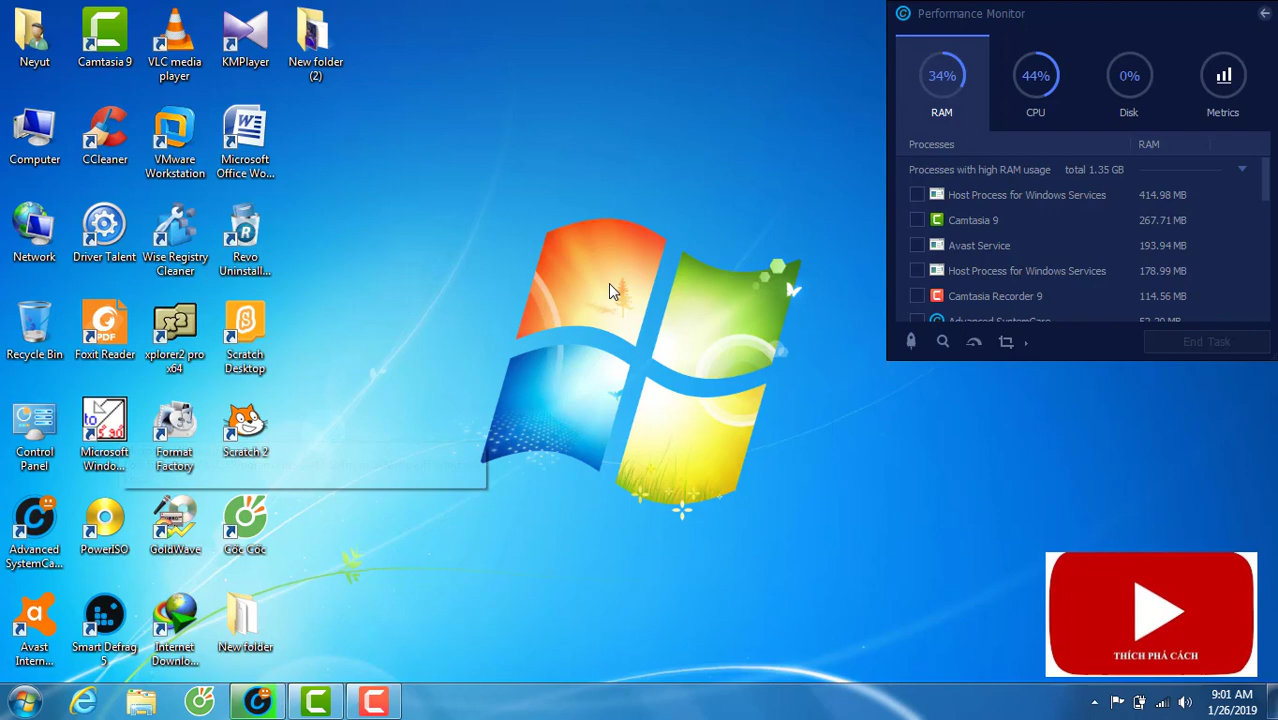 Neyut
Camtasia 9
VLC media
player
KMPlayer
New folder
(2)
Computer
CCleaner
VMware
Workstation
Microsoft
Office Wo...
Network
Driver Talent
Wise Registry
Cleaner
Revo
Uninstall...
Recycle Bin
PDF
Foxit Reader
xplorer2 pro
x64
Scratch
Desktop
Control
Panel
to
Microsoft
Windo...
Format
Factory
Scratch 2
Advanced
SystemCa...
PowerISO
GoldWave
Cốc Cốc
Avast
Intern...
Smart Defrag
5
Internet
Downlo...
New folder
Performance Monitor
34%
44%
0%
RAM
CPU
Disk
Metrics
Processes
RAM
Processes with high RAM usage total 1.35 GB
Host Process for Windows Services 414.98 MB
Camtasia 9 267.71 MB
Avast Service 193.94 MB
Host Process for Windows Services 178.99 MB
Camtasia Recorder 9 114.56 MB
Advanced SystemCare
End Task
THÍCH PHÁ CÁCH
9:01 AM
1/26/2019